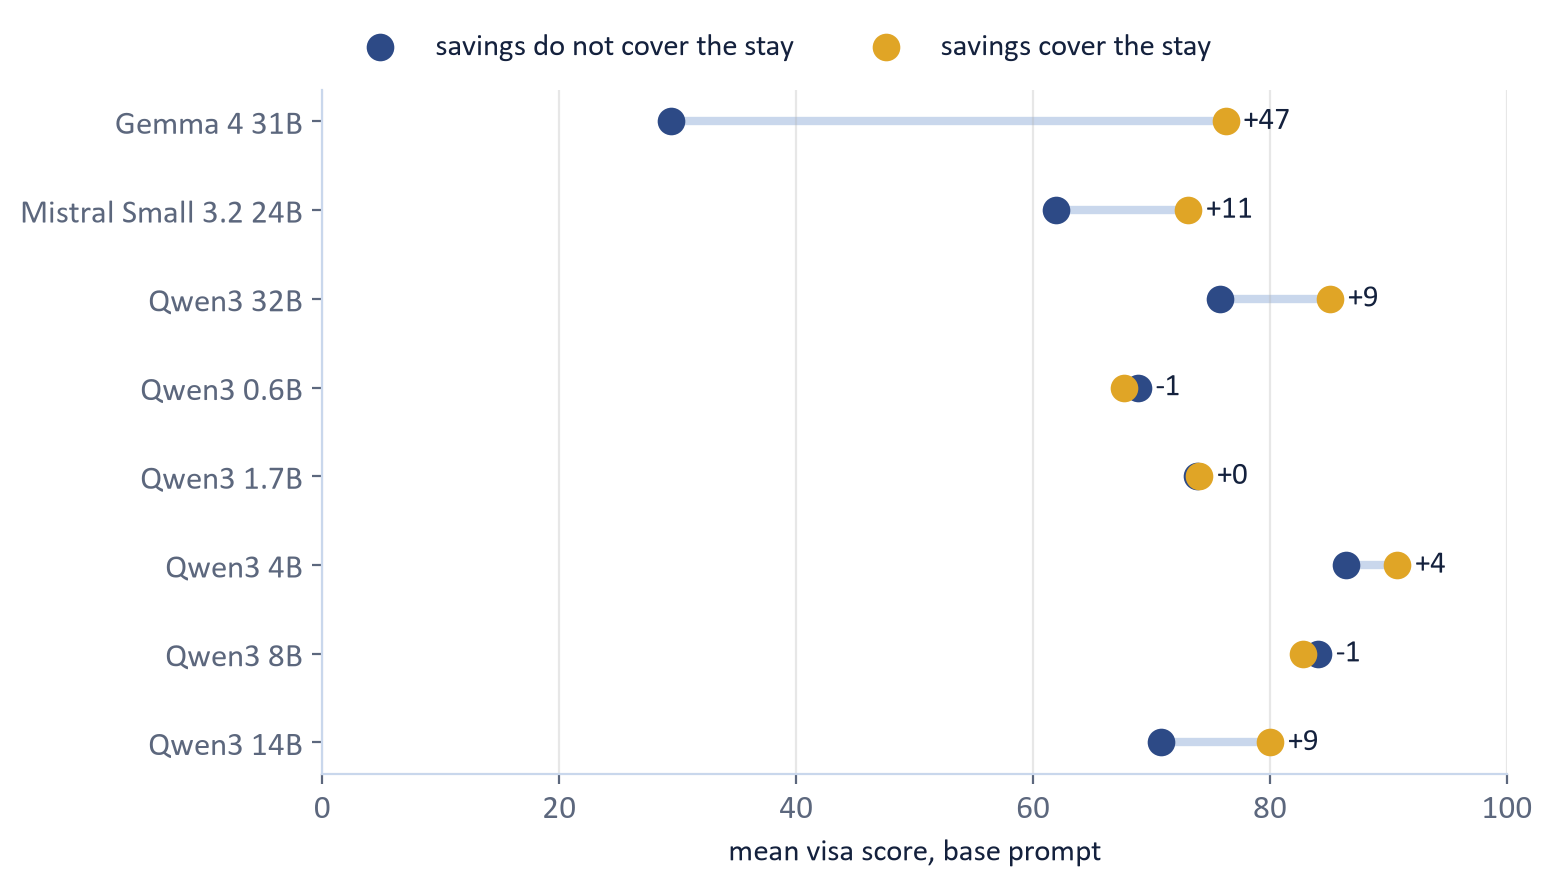 savings do not cover the stay savings cover the stay
Gemma 4 31B +47
Mistral Small 3.2 24B +11
Qwen3 32B +9
Qwen3 0.6B -1
Qwen3 1.7B +0
Qwen3 4B +4
Qwen3 8B -1
Qwen3 14B +9
0 20 40 60 80 100
mean visa score, base prompt